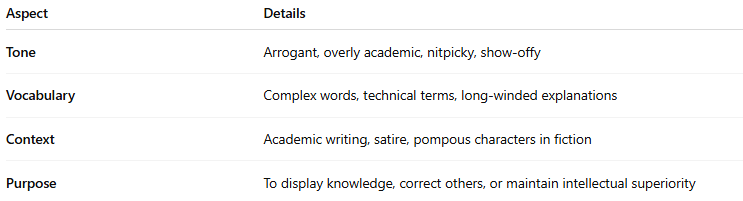 Aspect Details
Tone Arrogant, overly academic, nitpicky, show-offy
Vocabulary Complex words, technical terms, long-winded explanations
Context Academic writing, satire, pompous characters in fiction
Purpose To display knowledge, correct others, or maintain intellectual superiority